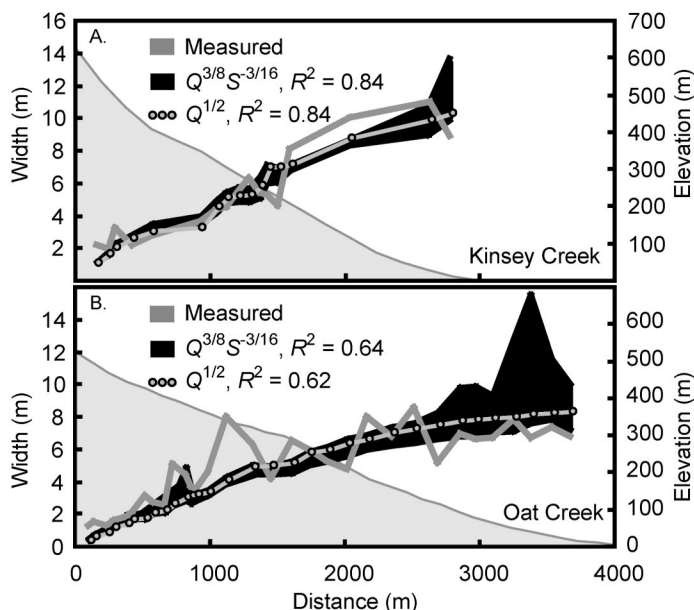 A.
Measured
Q^3/8 S^-3/16, R^2 = 0.84
Q^1/2, R^2 = 0.84
Kinsey Creek
Width (m)
16
14
12
10
8
6
4
2
Elevation (m)
700
600
500
400
300
200
100
B.
Measured
Q^3/8 S^-3/16, R^2 = 0.64
Q^1/2, R^2 = 0.62
Oat Creek
Width (m)
14
12
10
8
6
4
2
0
Elevation (m)
600
500
400
300
200
100
0
0
1000
2000
3000
4000
Distance (m)